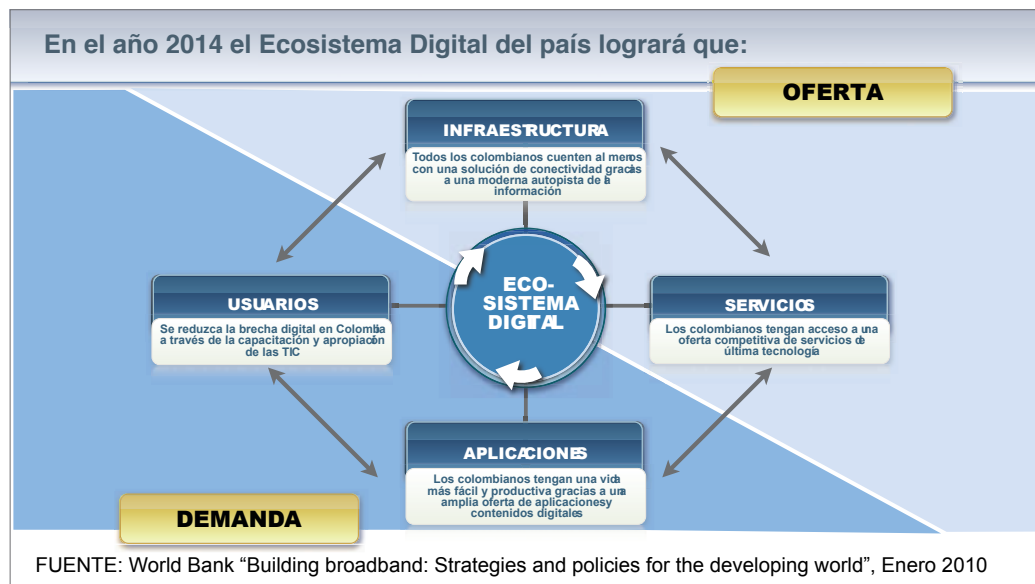 En el año 2014 el Ecosistema Digital del país logrará que:
OFERTA
INFRAESTRUCTURA
Todos los colombianos cuenten al menos
con una solución de conectividad gracias
a una moderna autopista de la
información
USUARIOS
Se reduzca la brecha digital en Colombia
a través de la capacitación y apropiación
de las TIC
ECO-
SISTEMA
DIGITAL
SERVICIOS
Los colombianos tengan acceso a una
oferta competitiva de servicios de
última tecnología
APLICACIONES
Los colombianos tengan una vida
más fácil y productiva gracias a una
amplia oferta de aplicaciones y
contenidos digitales
DEMANDA
FUENTE: World Bank “Building broadband: Strategies and policies for the developing world”, Enero 2010